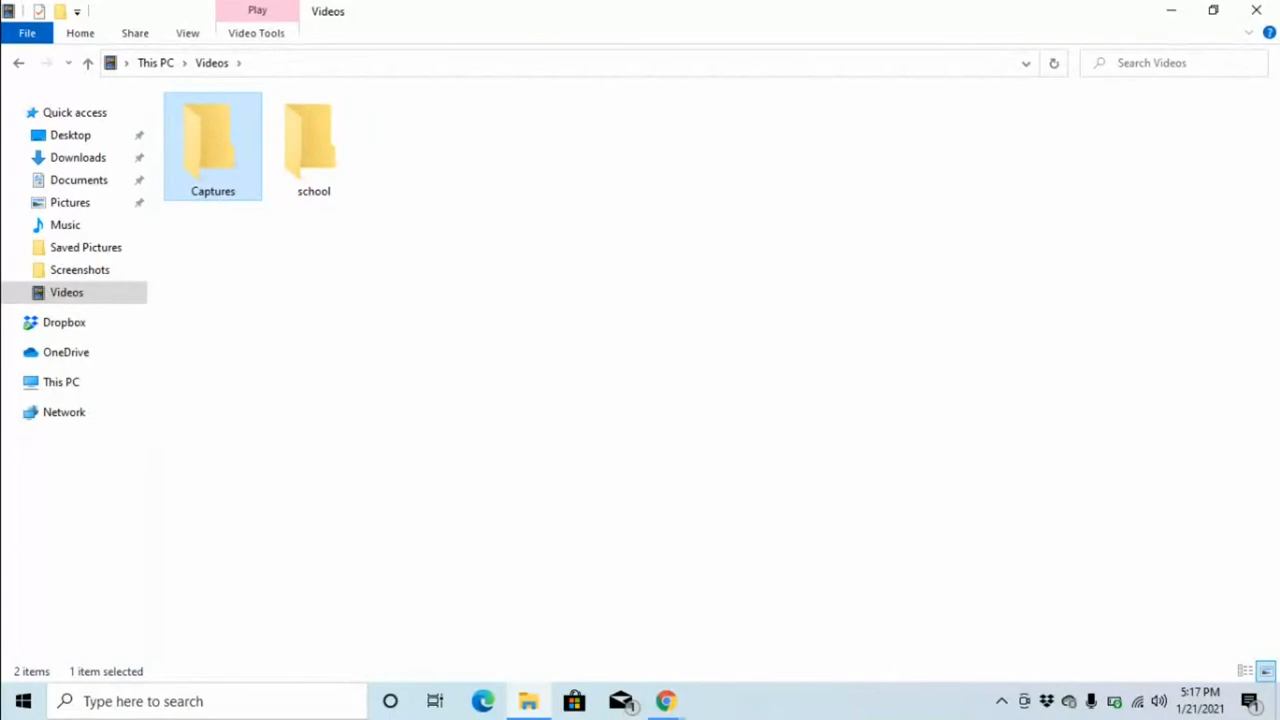 Play
Videos
File
Home
Share
View
Video Tools
This PC
Videos
Search Videos
Quick access
Desktop
Downloads
Documents
Pictures
Music
Saved Pictures
Screenshots
Videos
Dropbox
OneDrive
This PC
Network
Captures
school
2 items
1 item selected
Type here to search
1
5:17 PM
1/21/2021
1